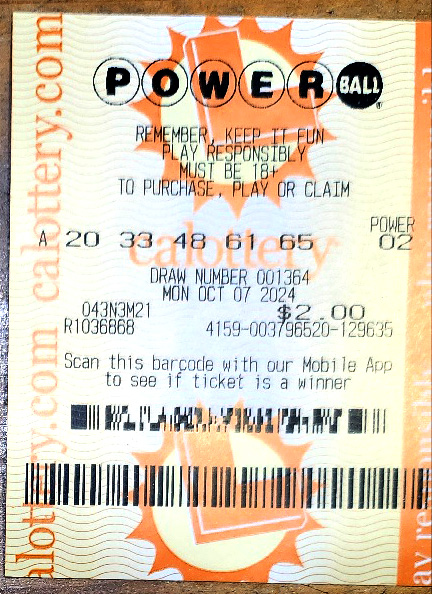 POWERBALL
REMEMBER, KEEP IT FUN
PLAY RESPONSIBLY
MUST BE 18+
TO PURCHASE, PLAY OR CLAIM
POWER
A 20 33 48 61 65 02
calottery
DRAW NUMBER 001364
MON OCT 07 2024
043N3M21 $2.00
R1036868 4159-003796520-129635
Scan this barcode with our Mobile App
to see if ticket is a winner
calottery.com calottery.com